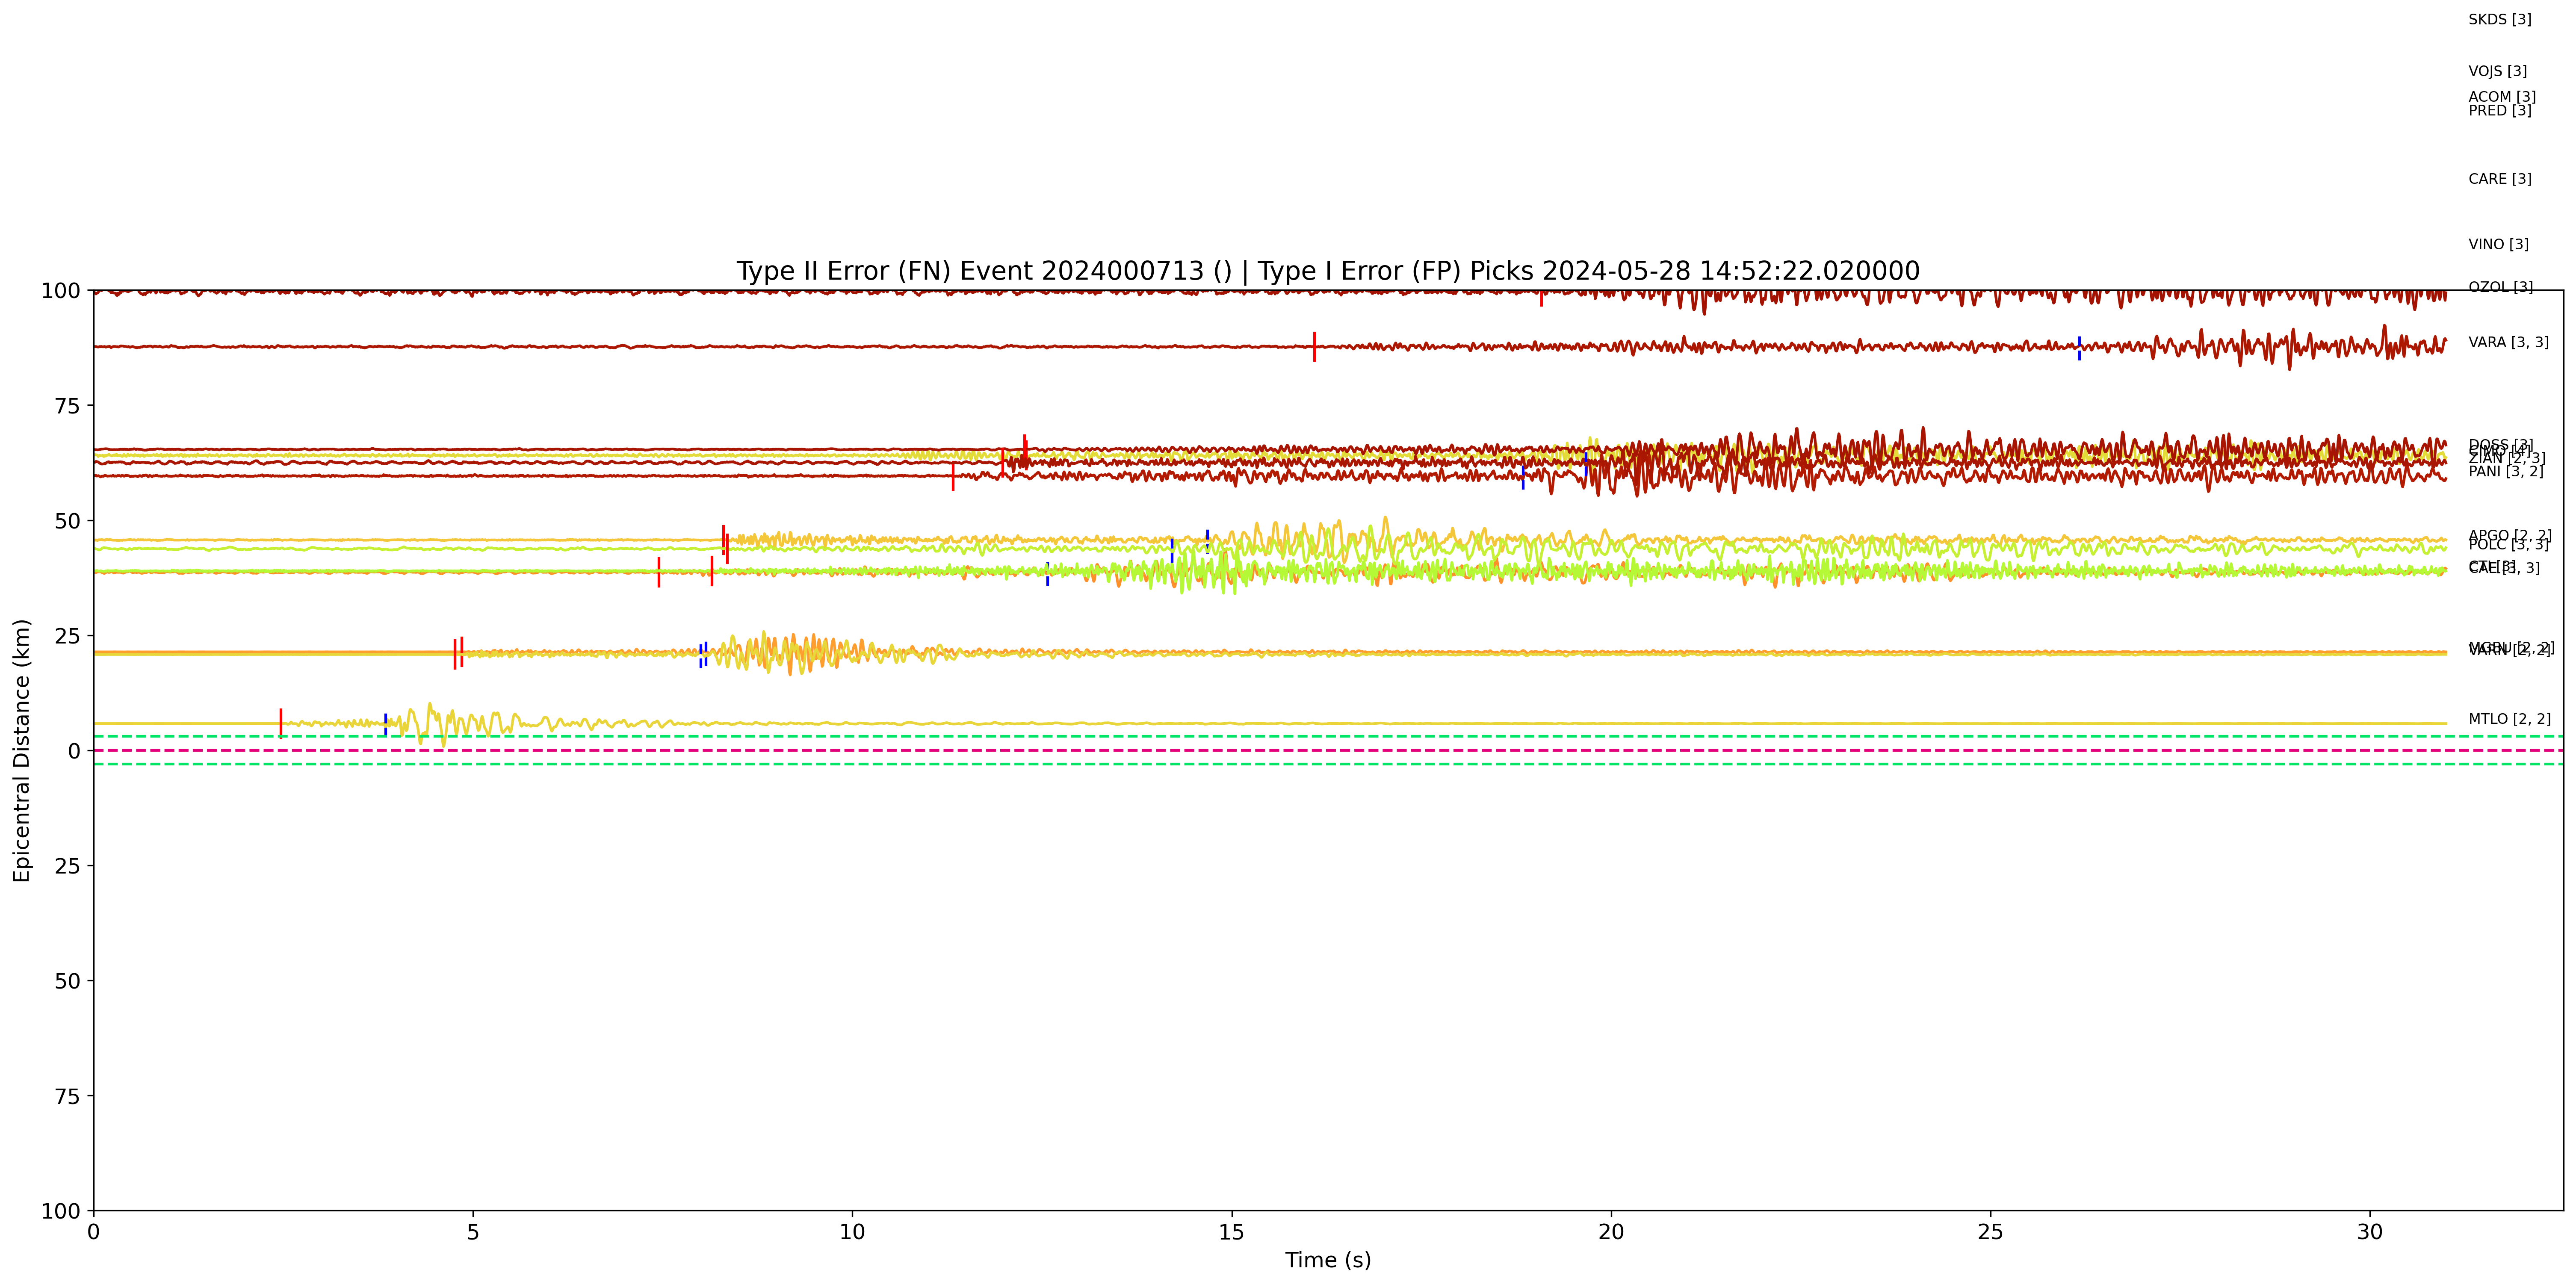 SKDS [3]
VOJS [3]
ACOM [3]
PRED [3]
CARE [3]
VINO [3]
Type II Error (FN) Event 2024000713 () | Type I Error (FP) Picks 2024-05-28 14:52:22.020000
100
OZOL [3]
VARA [3, 3]
75
DOSS [3]
ZIAN [2, 3]
PANI [3, 2]
50
APGO [2, 2]
POLC [3, 3]
CAE [3, 3]
25
VARN [2, 2]
MTLO [2, 2]
0
25
50
75
100
Epicentral Distance (km)
0 5 10 15 20 25 30
Time (s)